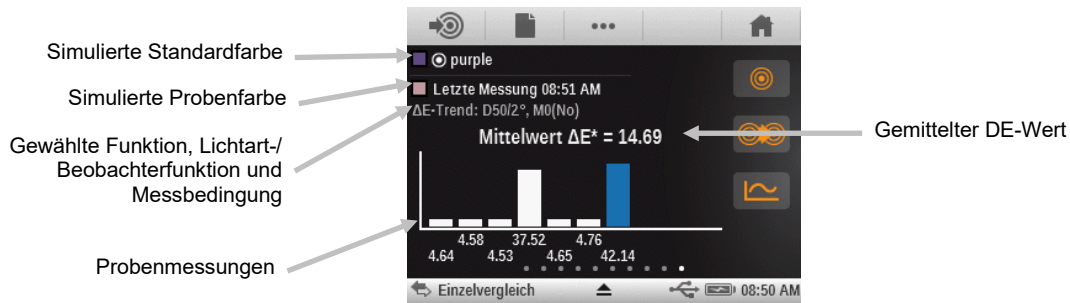 Simulierte Standardfarbe
Simulierte Probenfarbe
Gewählte Funktion, Lichtart-/
Beobachterfunktion und
Messbedingung
Probenmessungen
purple
Letzte Messung 08:51 AM
ΔE-Trend: D50/2°, M0(No)
Mittelwert ΔE* = 14.69
4.58 37.52 4.76
4.64 4.53 4.65 42.14
Einzelvergleich
08:50 AM
Gemittelter DE-Wert